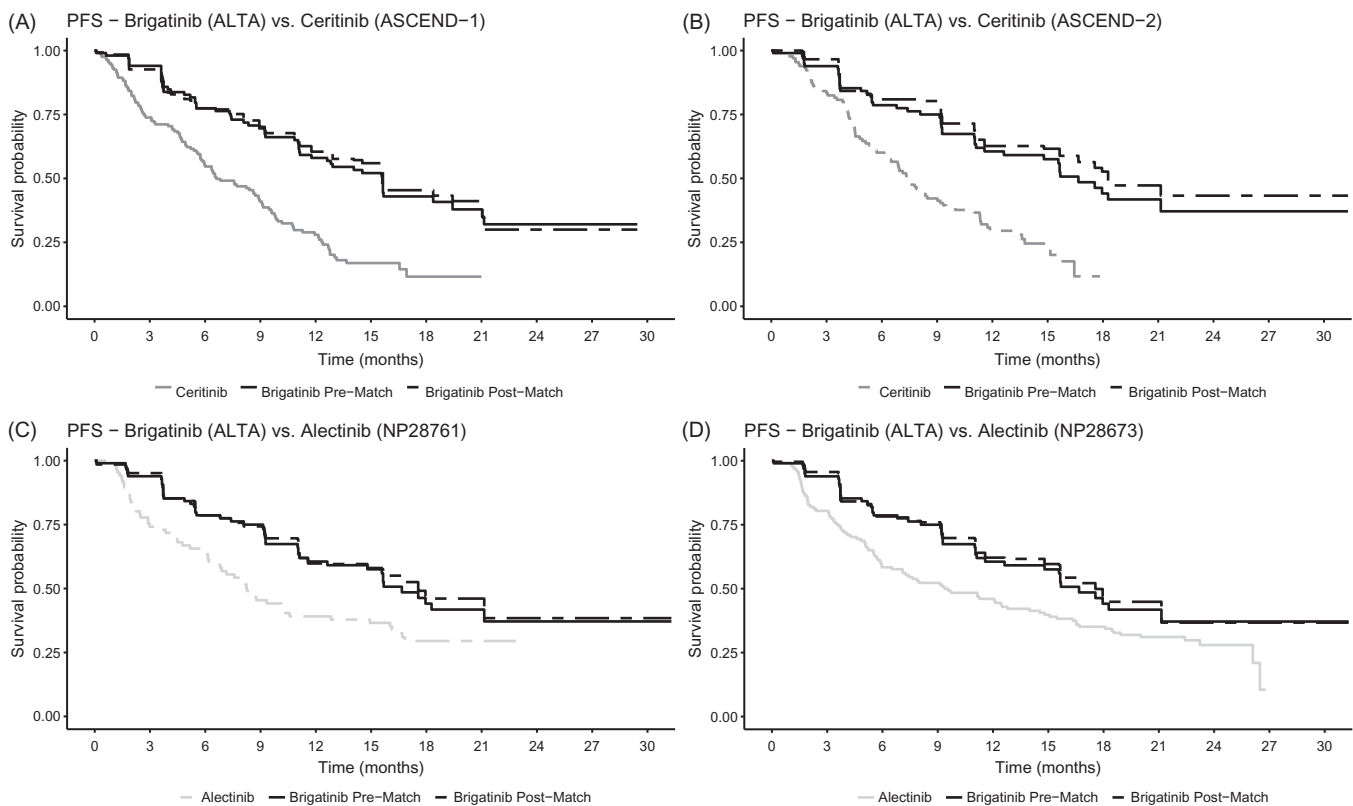 (A) PFS − Brigatinib (ALTA) vs. Ceritinib (ASCEND−1)
1.00
0.75
0.50
0.25
0.00
Survival probability
0 3 6 9 12 15 18 21 24 27 30
Time (months)
Ceritinib Brigatinib Pre−Match Brigatinib Post−Match
(B) PFS − Brigatinib (ALTA) vs. Ceritinib (ASCEND−2)
1.00
0.75
0.50
0.25
0.00
Survival probability
0 3 6 9 12 15 18 21 24 27 30
Time (months)
Ceritinib Brigatinib Pre−Match Brigatinib Post−Match
(C) PFS − Brigatinib (ALTA) vs. Alectinib (NP28761)
1.00
0.75
0.50
0.25
0.00
Survival probability
0 3 6 9 12 15 18 21 24 27 30
Time (months)
Alectinib Brigatinib Pre−Match Brigatinib Post−Match
(D) PFS − Brigatinib (ALTA) vs. Alectinib (NP28673)
1.00
0.75
0.50
0.25
0.00
Survival probability
0 3 6 9 12 15 18 21 24 27 30
Time (months)
Alectinib Brigatinib Pre−Match Brigatinib Post−Match